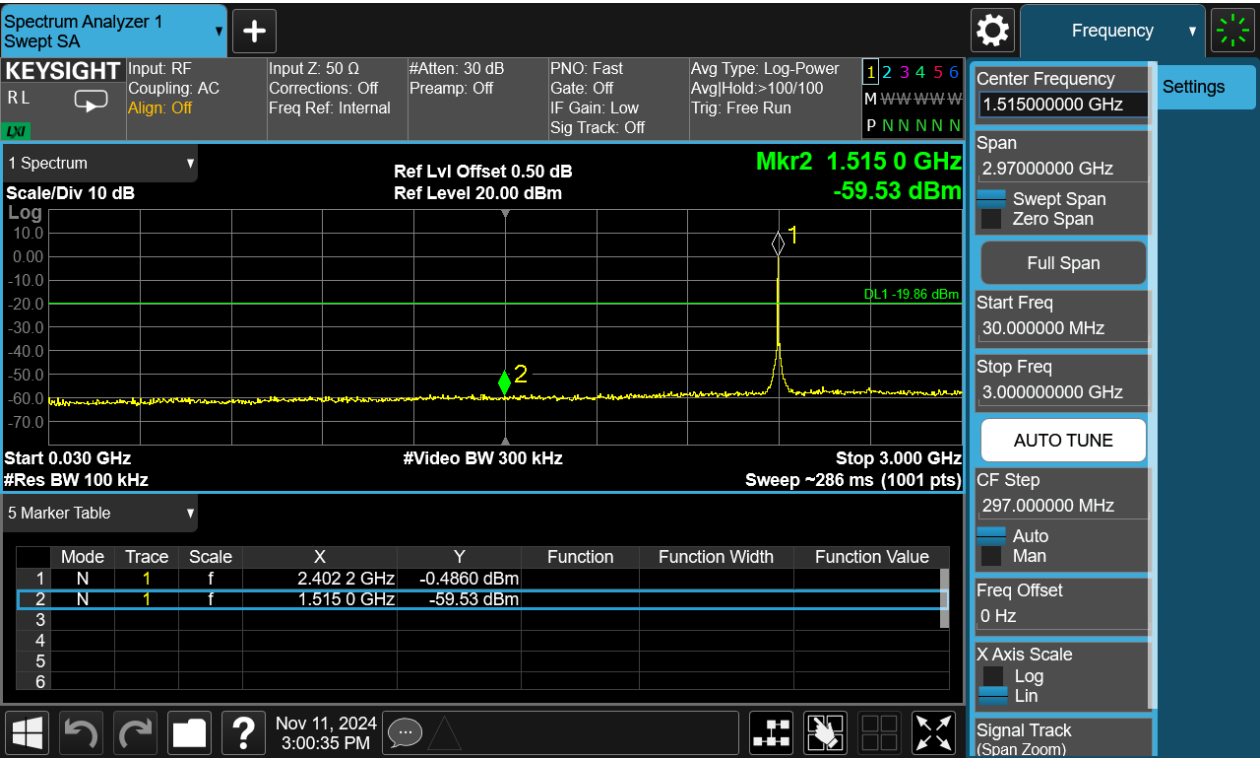 Spectrum Analyzer 1
Swept SA
+
Frequency
KEYSIGHT
R L
LXI
Input: RF
Coupling: AC
Align: Off
Input Z: 50 Ω
Corrections: Off
Freq Ref: Internal
#Atten: 30 dB
Preamp: Off
PNO: Fast
Gate: Off
IF Gain: Low
Sig Track: Off
Avg Type: Log-Power
Avg|Hold:>100/100
Trig: Free Run
1 2 3 4 5 6
M W W W W W
P N N N N N
1 Spectrum
Scale/Div 10 dB
Ref Lvl Offset 0.50 dB
Ref Level 20.00 dBm
Mkr2 1.515 0 GHz
-59.53 dBm
Log
10.0
0.00
-10.0
-20.0
-30.0
-40.0
-50.0
-60.0
-70.0
1
DL1 -19.86 dBm
2
Start 0.030 GHz
#Video BW 300 kHz
Stop 3.000 GHz
#Res BW 100 kHz
Sweep ~286 ms (1001 pts)
5 Marker Table
Mode Trace Scale X Y Function Function Width Function Value
1 N 1 f 2.402 2 GHz -0.4860 dBm
2 N 1 f 1.515 0 GHz -59.53 dBm
3
4
5
6
?
Nov 11, 2024
3:00:35 PM
Center Frequency
1.515000000 GHz
Settings
Span
2.97000000 GHz
Swept Span
Zero Span
Full Span
Start Freq
30.000000 MHz
Stop Freq
3.000000000 GHz
AUTO TUNE
CF Step
297.000000 MHz
Auto
Man
Freq Offset
0 Hz
X Axis Scale
Log
Lin
Signal Track
(Span Zoom)